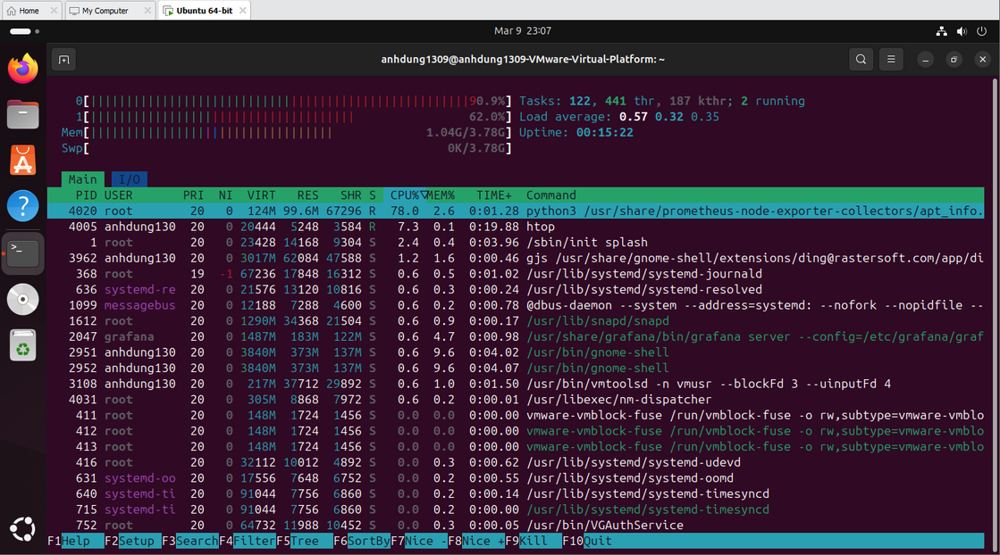 Home My Computer Ubuntu 64-bit
Mar 9 23:07
anhdung1309@anhdung1309-VMware-Virtual-Platform: ~
0[ 90.9%] Tasks: 122, 441 thr, 187 kthr; 2 running
1[ 62.0%] Load average: 0.57 0.32 0.35
Mem[ 1.04G/3.78G] Uptime: 00:15:22
Swp[ 0K/3.78G]
Main I/O
PID USER PRI NI VIRT RES SHR S CPU%▽MEM% TIME+ Command
4020 root 20 0 124M 99.6M 67296 R 78.0 2.6 0:01.28 python3 /usr/share/prometheus-node-exporter-collectors/apt_info.
4005 anhdung130 20 0 20444 5248 3584 R 7.3 0.1 0:19.88 htop
1 root 20 0 23428 14168 9304 S 2.4 0.4 0:03.96 /sbin/init splash
3962 anhdung130 20 0 3017M 62084 47588 S 1.2 1.6 0:00.46 gjs /usr/share/gnome-shell/extensions/ding@rastersoft.com/app/di
368 root 19 -1 67236 17848 16312 S 0.6 0.5 0:01.02 /usr/lib/systemd/systemd-journald
636 systemd-re 20 0 21576 13120 10816 S 0.6 0.3 0:00.24 /usr/lib/systemd/systemd-resolved
1099 messagebus 20 0 12188 7288 4600 S 0.6 0.2 0:00.78 @dbus-daemon --system --address=systemd: --nofork --nopidfile --
1612 root 20 0 1290M 34368 21504 S 0.6 0.9 0:00.17 /usr/lib/snapd/snapd
2047 grafana 20 0 1487M 183M 122M S 0.6 4.7 0:00.98 /usr/share/grafana/bin/grafana server --config=/etc/grafana/graf
2951 anhdung130 20 0 3840M 373M 137M S 0.6 9.6 0:04.02 /usr/bin/gnome-shell
2952 anhdung130 20 0 3840M 373M 137M S 0.6 9.6 0:04.07 /usr/bin/gnome-shell
3108 anhdung130 20 0 217M 37712 29892 S 0.6 1.0 0:01.50 /usr/bin/vmtoolsd -n vmusr --blockFd 3 --uinputFd 4
4031 root 20 0 305M 8868 7972 S 0.6 0.2 0:00.01 /usr/libexec/nm-dispatcher
411 root 20 0 148M 1724 1456 S 0.0 0.0 0:00.00 vmware-vmblock-fuse /run/vmblock-fuse -o rw,subtype=vmware-vmblo
412 root 20 0 148M 1724 1456 S 0.0 0.0 0:00.00 vmware-vmblock-fuse /run/vmblock-fuse -o rw,subtype=vmware-vmblo
413 root 20 0 148M 1724 1456 S 0.0 0.0 0:00.00 vmware-vmblock-fuse /run/vmblock-fuse -o rw,subtype=vmware-vmblo
416 root 20 0 32112 10012 4892 S 0.0 0.3 0:00.62 /usr/lib/systemd/systemd-udevd
631 systemd-oo 20 0 17556 7648 6752 S 0.0 0.2 0:00.55 /usr/lib/systemd/systemd-oomd
640 systemd-ti 20 0 91044 7756 6860 S 0.0 0.2 0:00.14 /usr/lib/systemd/systemd-timesyncd
715 systemd-ti 20 0 91044 7756 6860 S 0.0 0.2 0:00.00 /usr/lib/systemd/systemd-timesyncd
752 root 20 0 64732 11988 10452 S 0.0 0.3 0:00.05 /usr/bin/VGAuthService
F1Help F2Setup F3SearchF4FilterF5Tree F6SortByF7Nice -F8Nice +F9Kill F10Quit